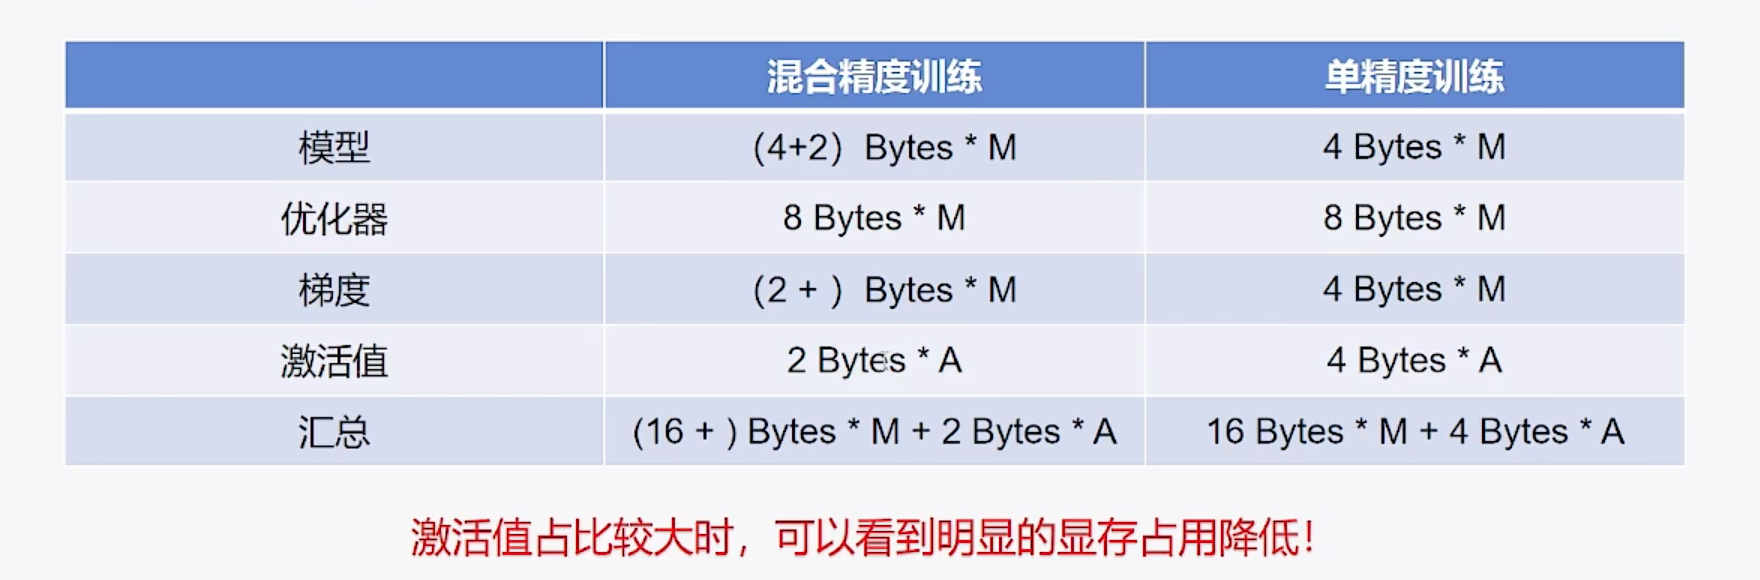 混合精度训练 单精度训练
模型 (4+2) Bytes * M 4 Bytes * M
优化器 8 Bytes * M 8 Bytes * M
梯度 (2 + ) Bytes * M 4 Bytes * M
激活值 2 Bytes * A 4 Bytes * A
汇总 (16 + ) Bytes * M + 2 Bytes * A 16 Bytes * M + 4 Bytes * A
激活值占比较大时，可以看到明显的显存占用降低！